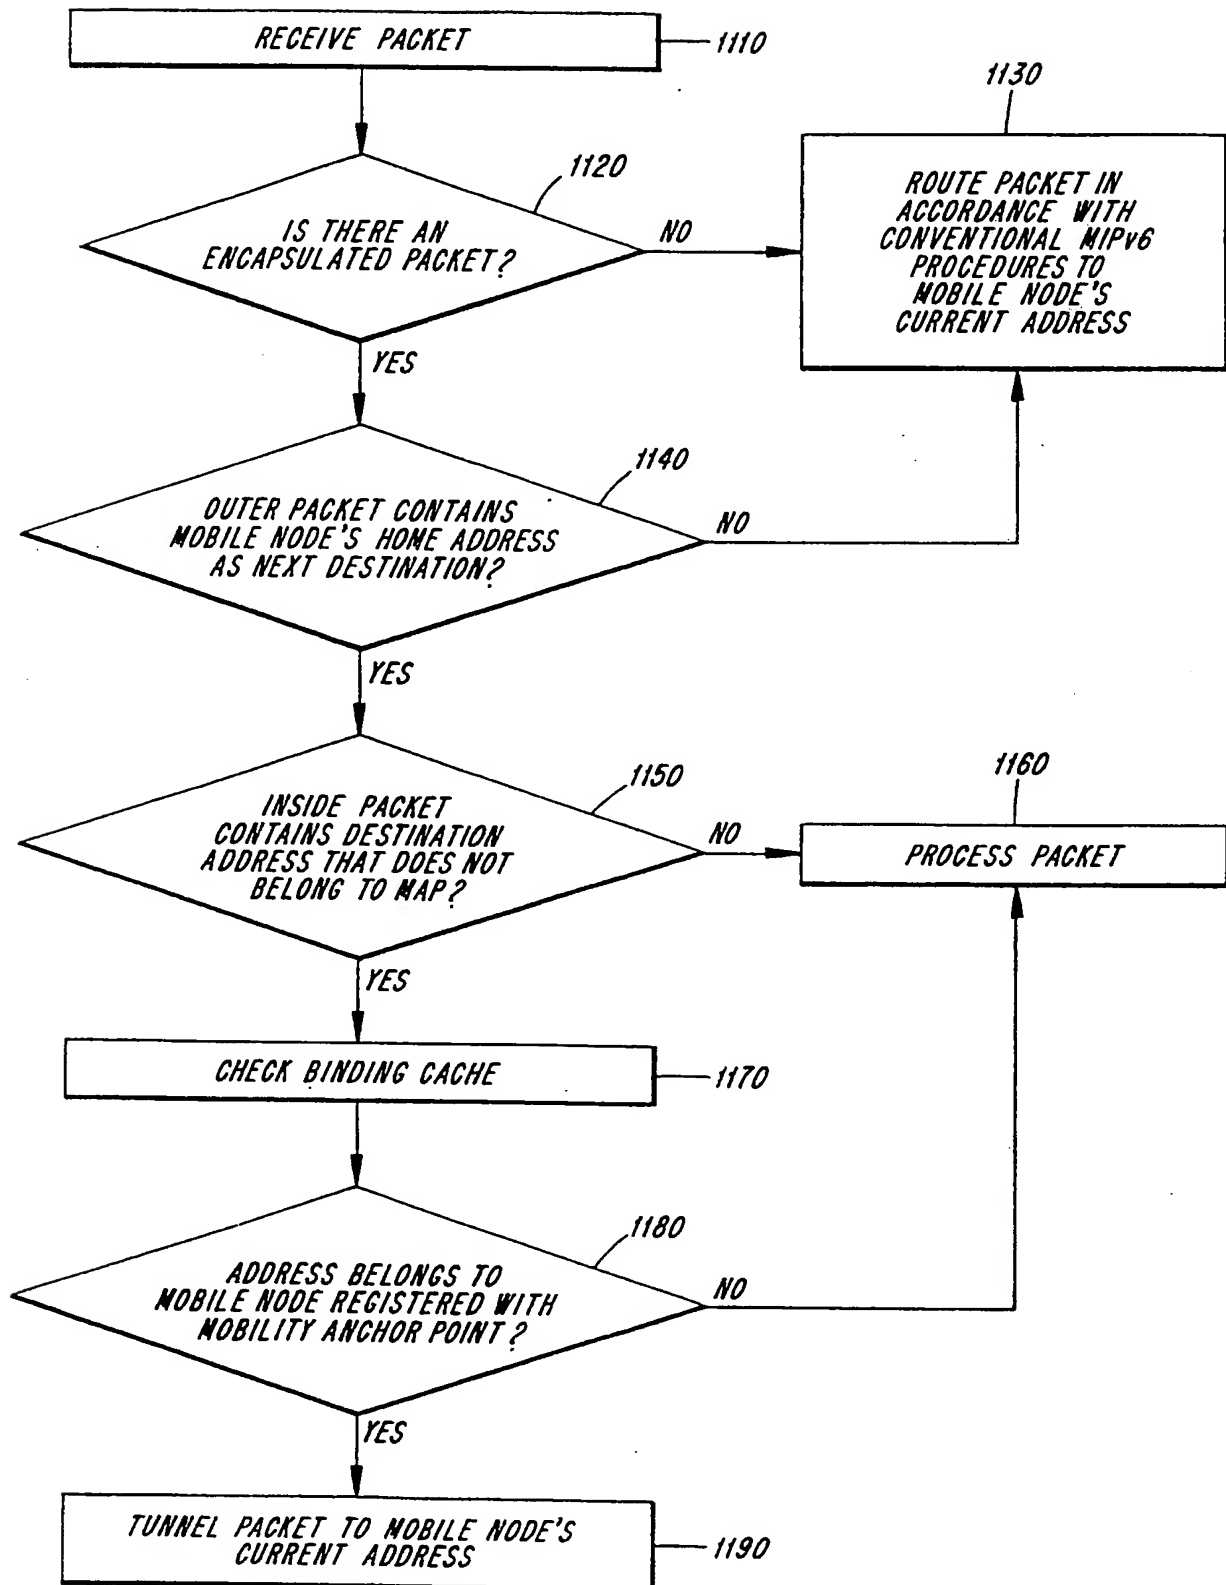 RECEIVE PACKET
1110
1130
1120
IS THERE AN
ENCAPSULATED PACKET?
NO
ROUTE PACKET IN
ACCORDANCE WITH
CONVENTIONAL MIPv6
PROCEDURES TO
MOBILE NODE'S
CURRENT ADDRESS
YES
1140
OUTER PACKET CONTAINS
MOBILE NODE'S HOME ADDRESS
AS NEXT DESTINATION?
NO
YES
1150
1160
INSIDE PACKET
CONTAINS DESTINATION
ADDRESS THAT DOES NOT
BELONG TO MAP?
NO
PROCESS PACKET
YES
CHECK BINDING CACHE
1170
1180
ADDRESS BELONGS TO
MOBILE NODE REGISTERED WITH
MOBILITY ANCHOR POINT?
NO
YES
TUNNEL PACKET TO MOBILE NODE'S
CURRENT ADDRESS
1190